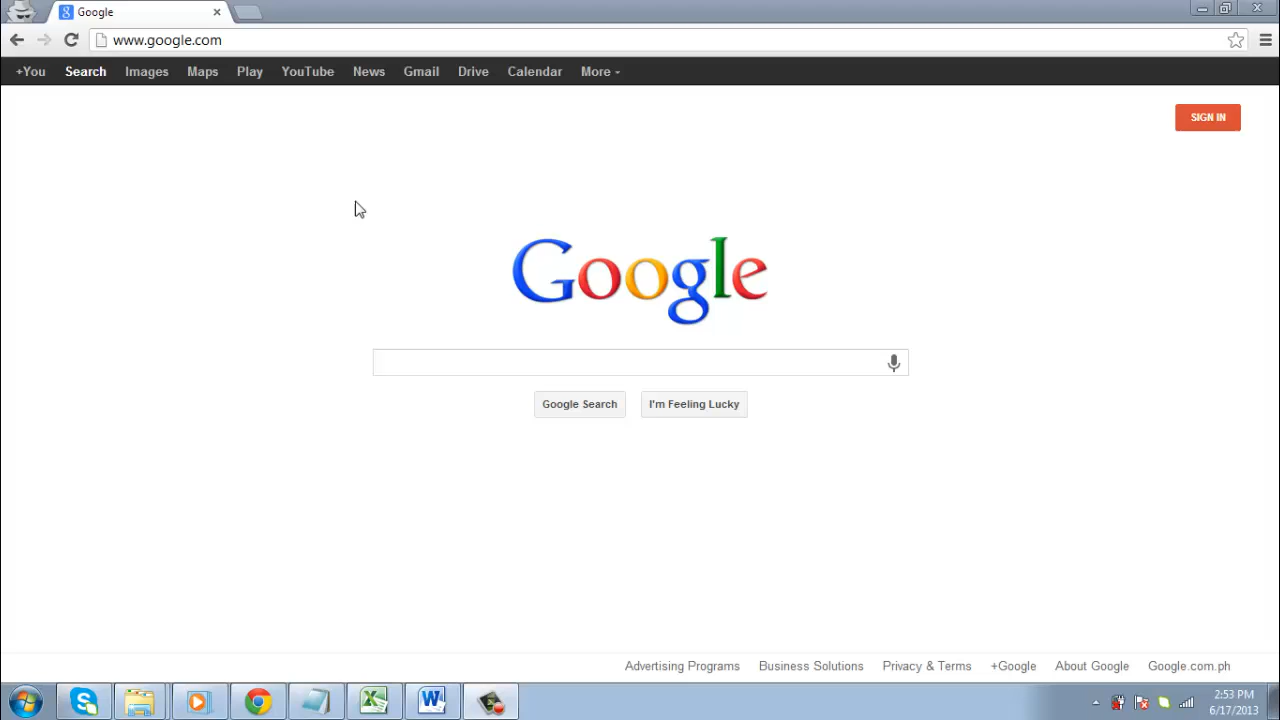 Google
www.google.com
+You Search Images Maps Play YouTube News Gmail Drive Calendar More
SIGN IN
Google
Google Search I'm Feeling Lucky
Advertising Programs Business Solutions Privacy & Terms +Google About Google Google.com.ph
2:53 PM
6/17/2013